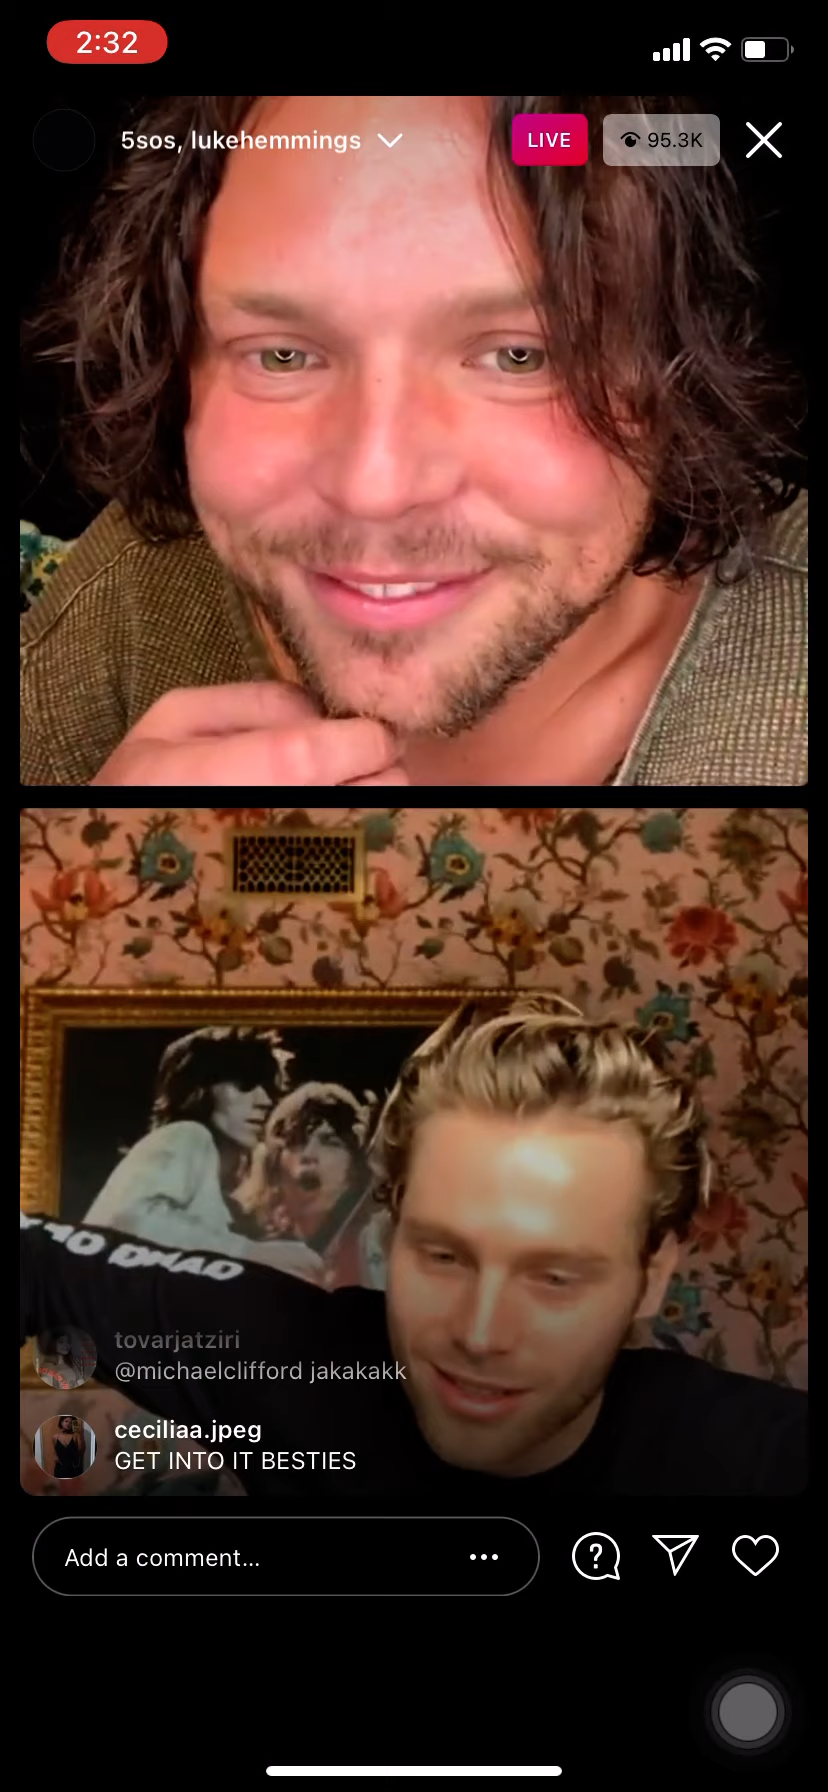 2:32
5sos, lukehemmings
LIVE
95.3K
tovarjatziri
@michaelclifford jakakakk
ceciliaa.jpeg
GET INTO IT BESTIES
Add a comment...